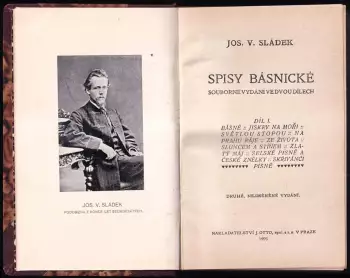 JOS. V. SLÁDEK
JOS. V. SLÁDEK
SPISY BÁSNICKÉ
SOUBORNÉ VYDÁNÍ VE DVOU DÍLECH
DÍL I.
BÁSNĚ :: JISKRY NA MOŘI ::
SVĚTLOU STOPOU :: NA
PRAHU RÁJE :: ZE ŽIVOTA ::
SLUNCEM A STÍNEM :: ZLA-
TÝ MÁJ :: SELSKÉ PÍSNĚ A
ČESKÉ ZNĚLKY :: SKŘIVÁNČÍ
PÍSNĚ
DRUHÉ, NEZMĚNĚNÉ VYDÁNÍ.
NAKLADATELSTVÍ J. OTTO, spol. s r. o. V PRAZE